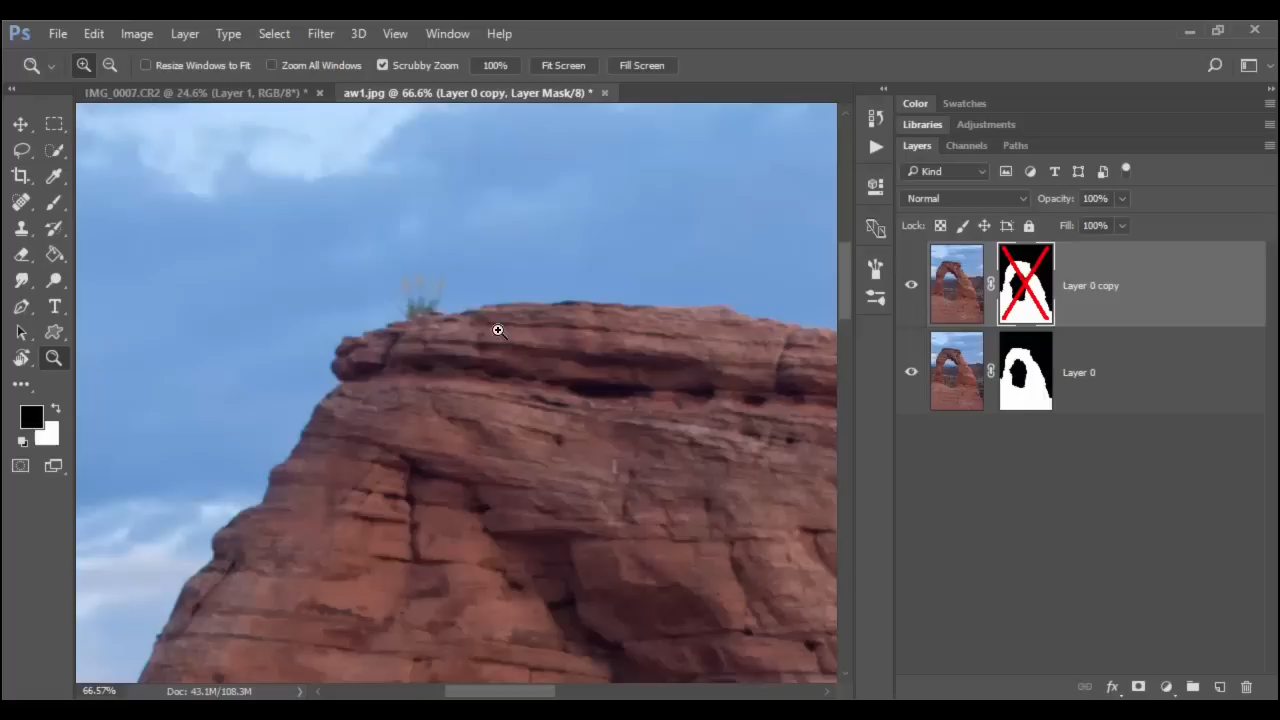 Ps File Edit Image Layer Type Select Filter 3D View Window Help
Resize Windows to Fit Zoom All Windows Scrubby Zoom 100% Fit Screen Fill Screen
IMG_0007.CR2 @ 24.6% (Layer 1, RGB/8*) * aw1.jpg @ 66.6% (Layer 0 copy, Layer Mask/8) *
Color Swatches
Libraries Adjustments
Layers Channels Paths
Kind
Normal Opacity: 100%
Lock: Fill: 100%
Layer 0 copy
Layer 0
66.57% Doc: 43.1M/108.3M
fx